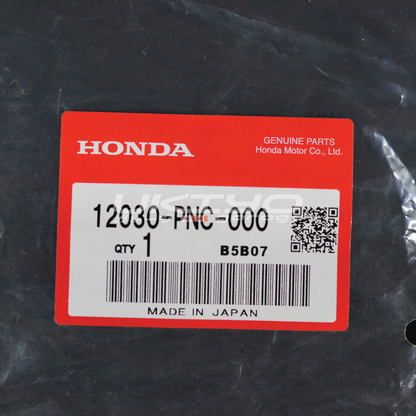 GENUINE PARTS
HONDA
Honda Motor Co., Ltd.
12030-PNC-000
QTY 1 B5B07
MADE IN JAPAN